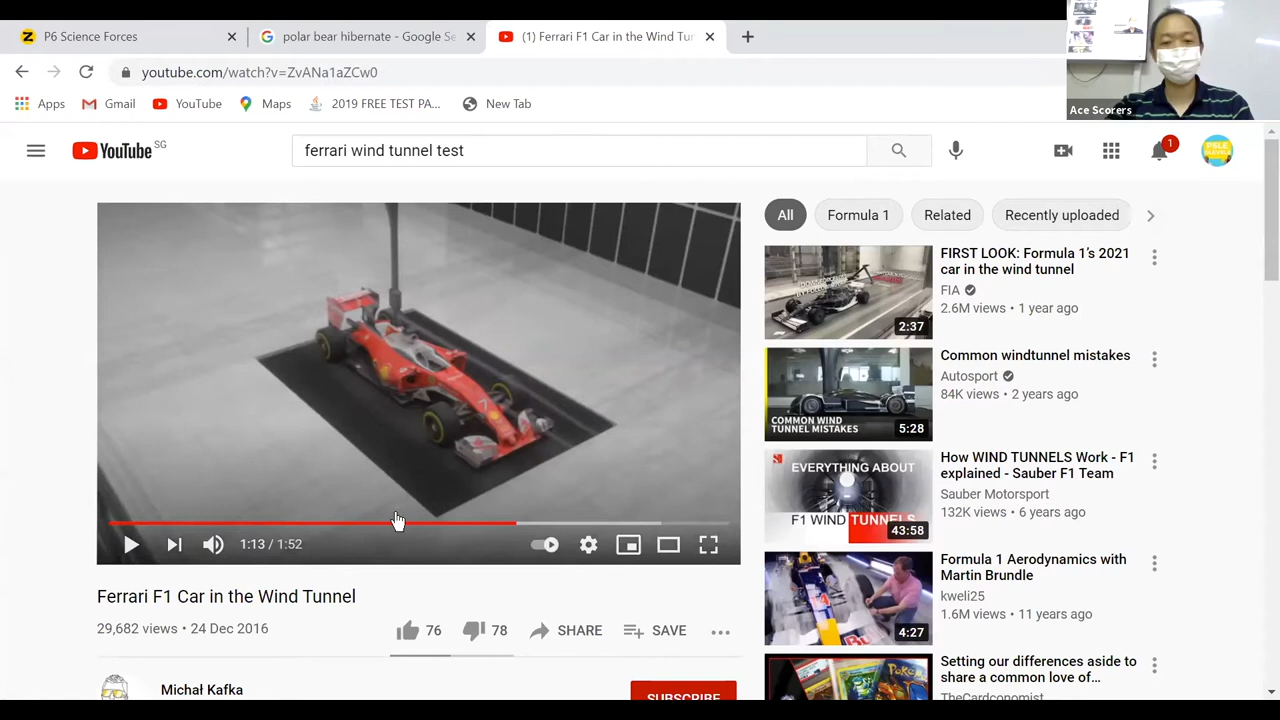 P6 Science Forces
polar bear hibern - Goo Se
(1) Ferrari F1 Car in the Wind Tur
youtube.com/watch?v=ZvANa1aZCw0
Apps
Gmail
YouTube
Maps
2019 FREE TEST PA...
New Tab
Ace Scorers
YouTube SG
ferrari wind tunnel test
1
PSLE
All
Formula 1
Related
Recently uploaded
FIRST LOOK: Formula 1's 2021
car in the wind tunnel
FIA
2.6M views • 1 year ago
2:37
Common windtunnel mistakes
Autosport
84K views • 2 years ago
COMMON WIND
TUNNEL MISTAKES
5:28
How WIND TUNNELS Work - F1
explained - Sauber F1 Team
Sauber Motorsport
132K views • 6 years ago
EVERYTHING ABOUT
F1 WIND TUNNELS
43:58
Formula 1 Aerodynamics with
Martin Brundle
kweli25
1.6M views • 11 years ago
4:27
Setting our differences aside to
share a common love of...
TheCardconomist
1:13 / 1:52
Ferrari F1 Car in the Wind Tunnel
29,682 views • 24 Dec 2016
76
78
SHARE
SAVE
Michał Kafka
SUBSCRIBE